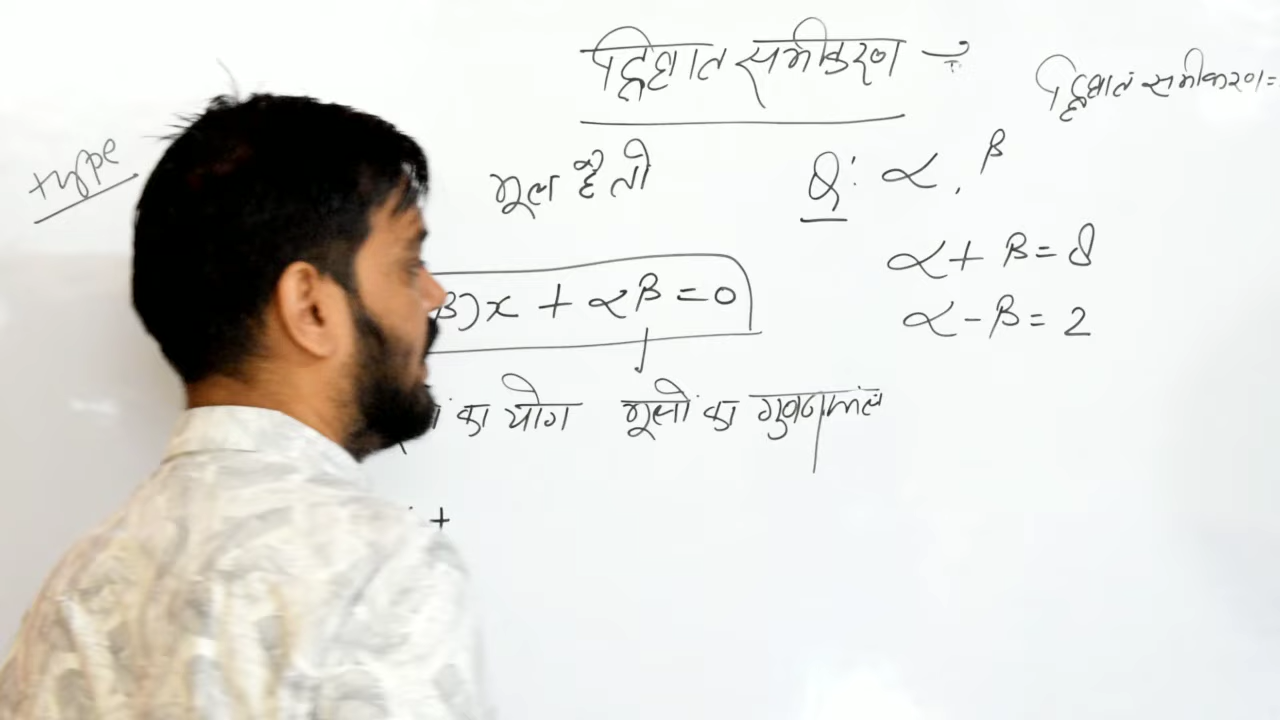 द्विघात समीकरण →
द्विघात समीकरण =
type
मूल है तो
Q: α, β
α + β = 8
α - β = 2
β)x + αβ = 0
का योग मूलो का गुणनफल
+